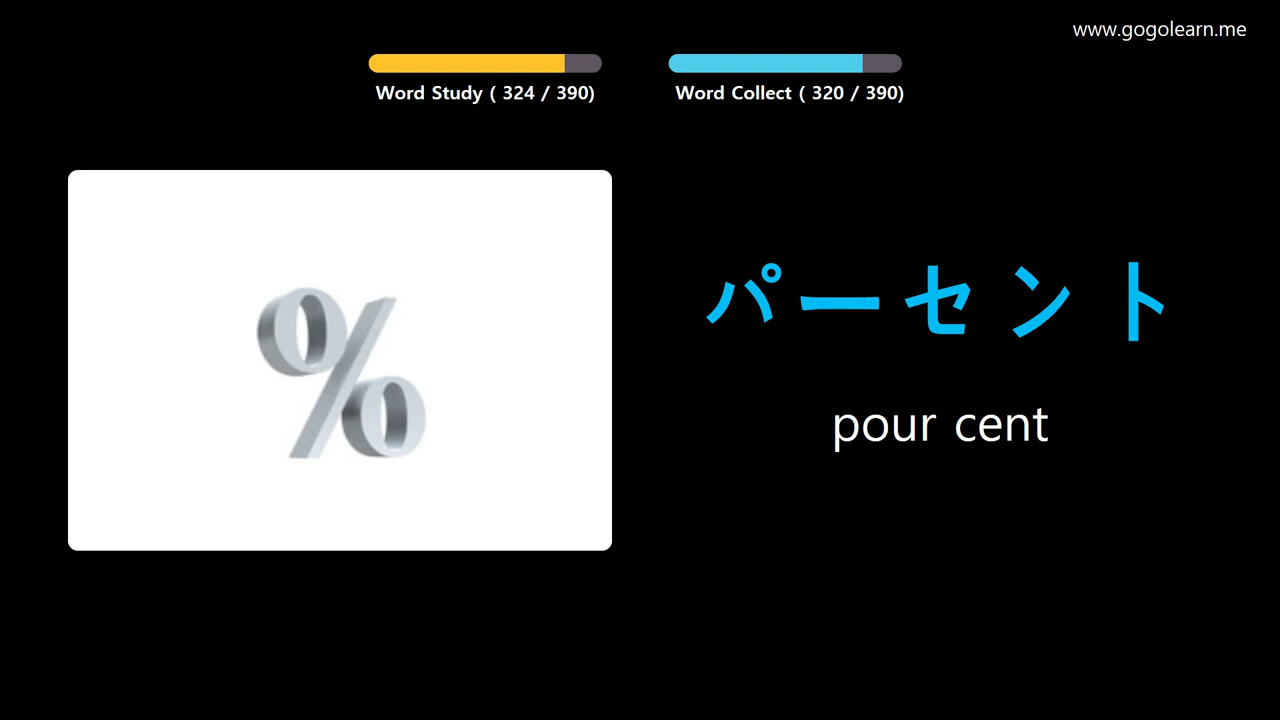 www.gogolearn.me
Word Study ( 324 / 390)
Word Collect ( 320 / 390)
%
パーセント
pour cent